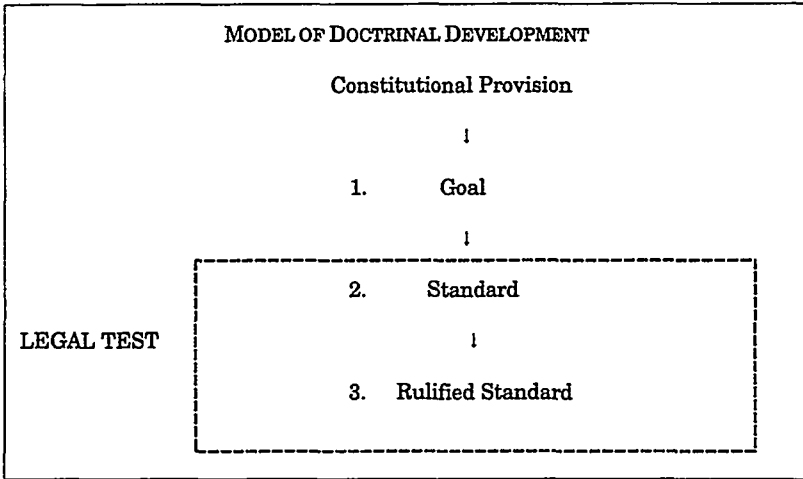 MODEL OF DOCTRINAL DEVELOPMENT
Constitutional Provision
↓
1. Goal
↓
2. Standard
LEGAL TEST ↓
3. Rulified Standard